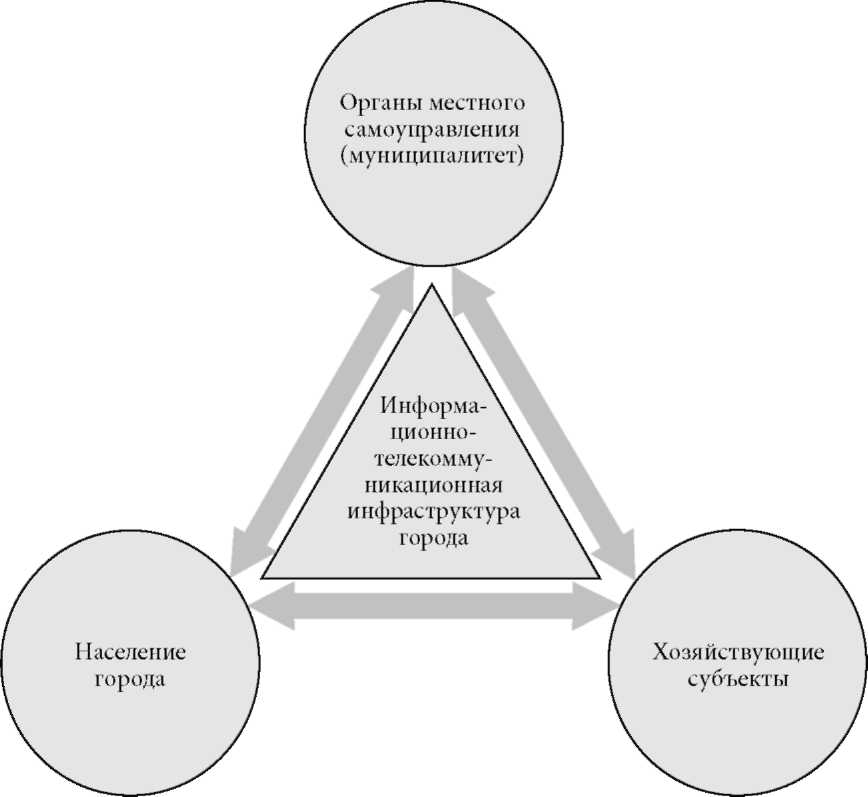 Органы местного
самоуправления
(муниципалитет)
Информа-
ционно-
телекомму-
никационная
инфраструктура
города
Население
города
Хозяйствующие
субъекты